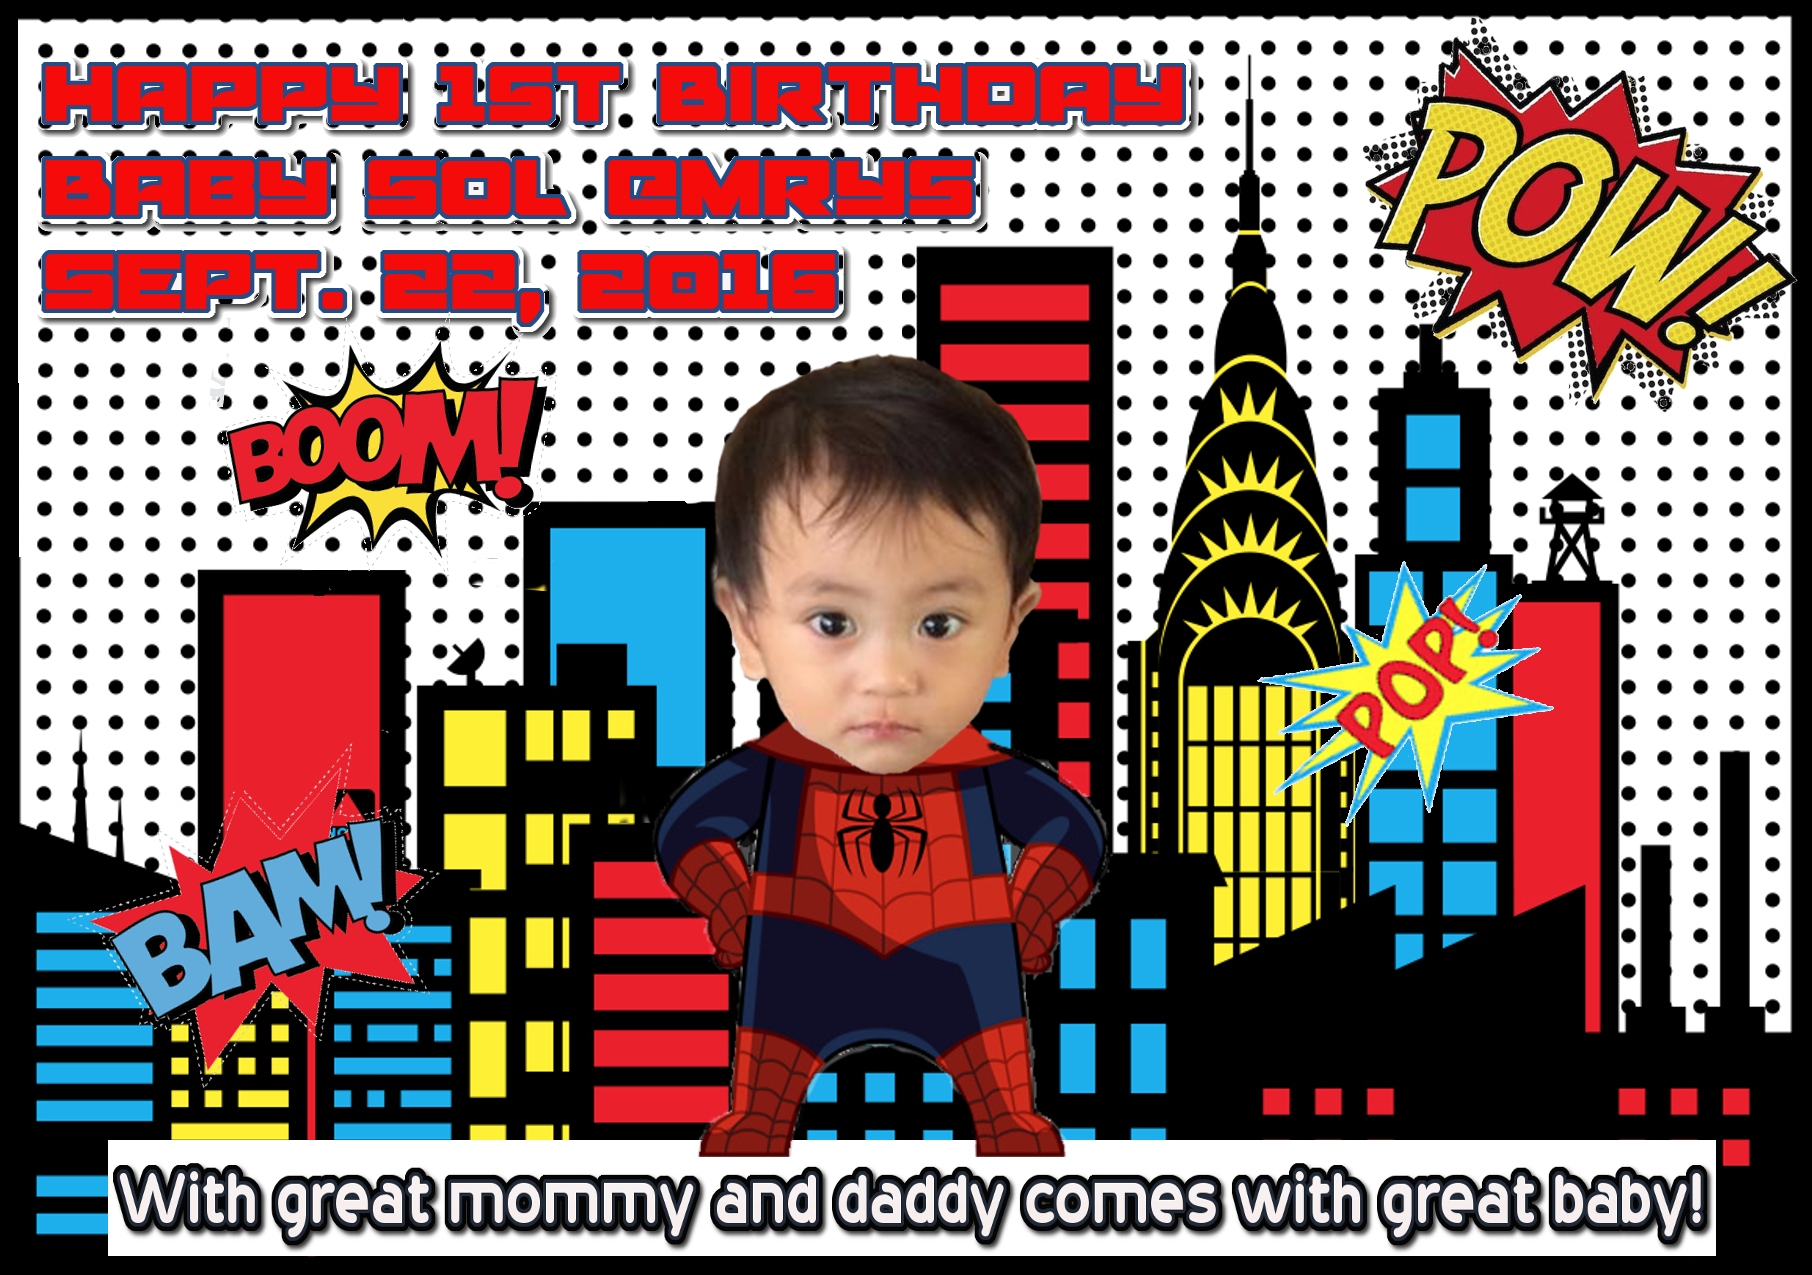 HAPPY 1ST BIRTHDAY
BABY SOL EMRYS
SEPT. 22, 2016
POW!
BOOM!
POP!
BAM!
With great mommy and daddy comes with great baby!